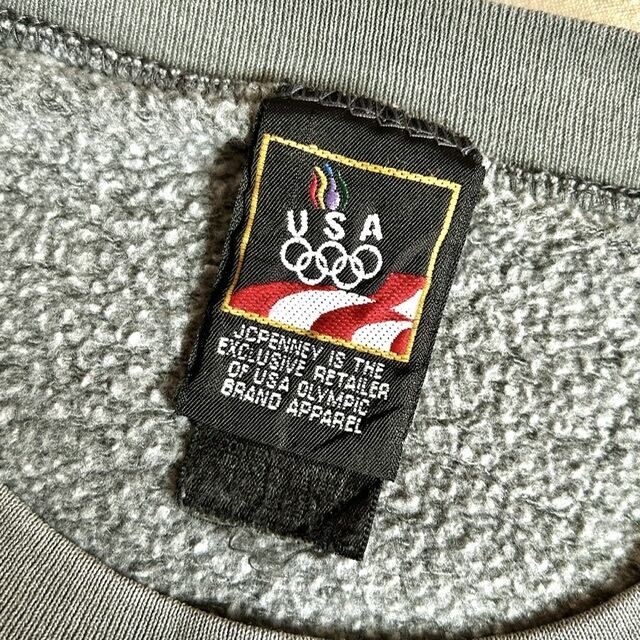 USA
JCPENNEY IS THE
EXCLUSIVE RETAILER
OF USA OLYMPIC
BRAND APPAREL